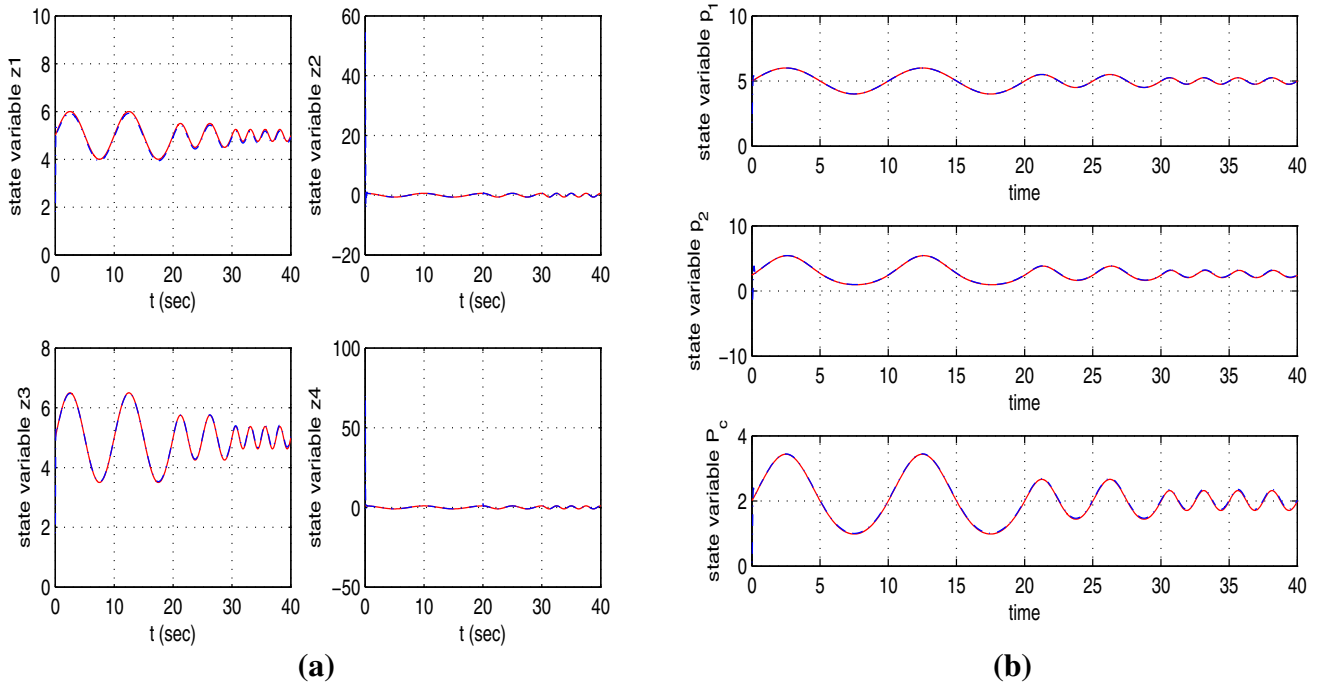 10
8
6
4
2
0
state variable z1
0 10 20 30 40
t (sec)
60
40
20
0
−20
state variable z2
0 10 20 30 40
t (sec)
8
6
4
2
0
state variable z3
0 10 20 30 40
t (sec)
100
50
0
−50
state variable z4
0 10 20 30 40
t (sec)
(a)
10
5
0
state variable p1
0 5 10 15 20 25 30 35 40
time
10
0
−10
state variable p2
0 5 10 15 20 25 30 35 40
time
4
2
0
state variable Pc
0 5 10 15 20 25 30 35 40
time
(b)